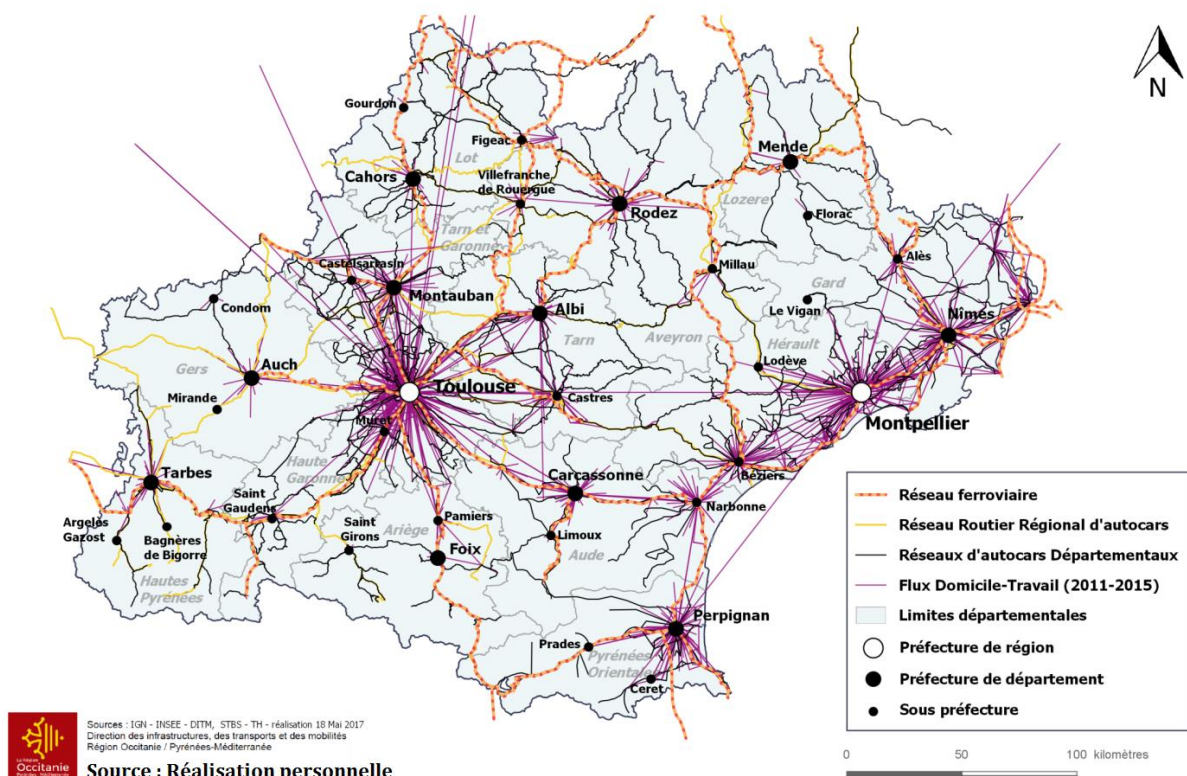 N
Gourdon
Figeac
Lot
Mende
Cahors
Villefranche
de Rouergue
Rodez
Lozere
Florac
Tarn et
Garonne
Castelsarrasin
Millau
Alès
Condom
Montauban
Gard
Albi
Le Vigan
Nîmes
Tarn
Aveyron
Hérault
Gers
Auch
Lodève
Toulouse
Mirande
Castres
Montpellier
Muret
Haute
Garonne
Tarbes
Béziers
Carcassonne
Saint
Gaudens
Narbonne
Argelès
Gazost
Pamiers
Bagnères
de Bigorre
Saint
Girons
Ariège
Limoux
Foix
Aude
Hautes
Pyrénées
Perpignan
Prades
Pyrénées
Orientales
Ceret
Réseau ferroviaire
Réseau Routier Régional d'autocars
Réseaux d'autocars Départementaux
Flux Domicile-Travail (2011-2015)
Limites départementales
Préfecture de région
Préfecture de département
Sous préfecture
0 50 100 kilomètres
La Région
Occitanie
Pyrénées - Méditerranée
Sources : IGN - INSEE - DITM, STBS - TH - réalisation 18 Mai 2017
Direction des infrastructures, des transports et des mobilités
Région Occitanie / Pyrénées-Méditerranée
Source : Réalisation personnelle